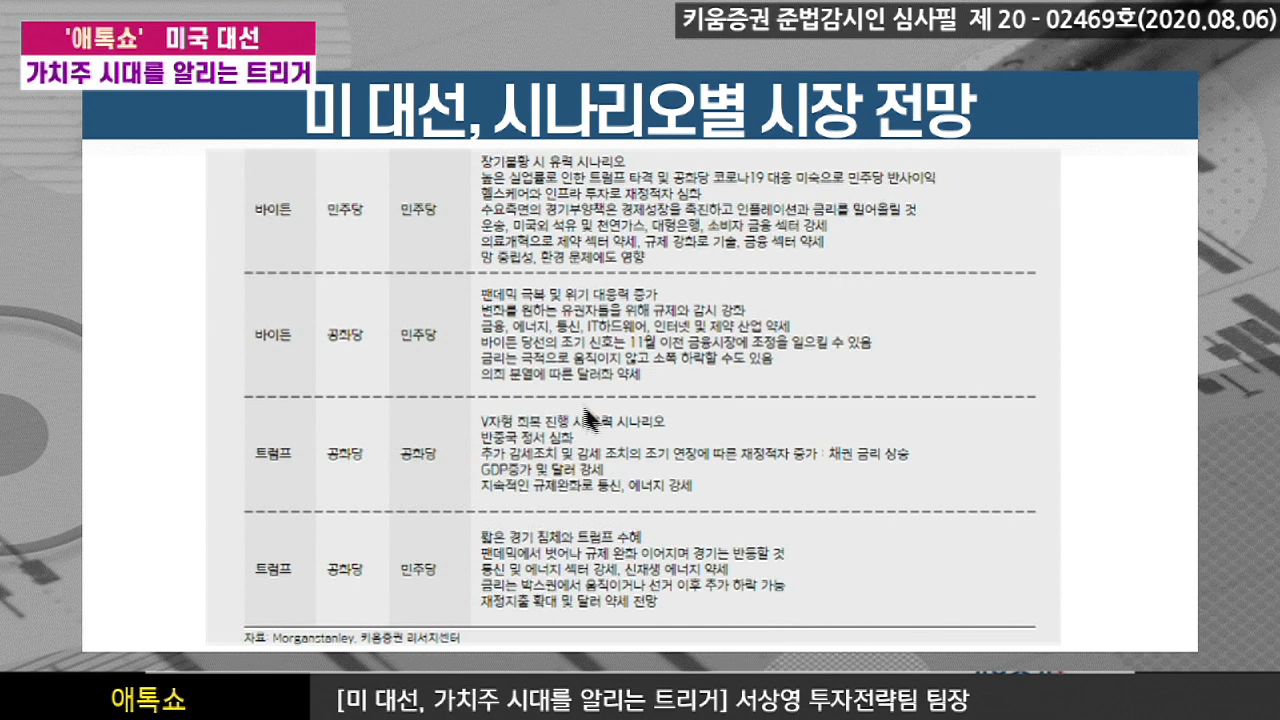 키움증권 준법감시인 심사필 제 20 - 02469호(2020.08.06)
'애톡쇼' 미국 대선
가치주 시대를 알리는 트리거
미 대선, 시나리오별 시장 전망
바이든 민주당 민주당
장기불황 시 유력 시나리오
높은 실업률로 인한 트럼프 타격 및 공화당 코로나19 대응 미숙으로 민주당 반사이익
헬스케어와 인프라 투자로 재정적자 심화
수요측면의 경기부양책은 경제성장을 촉진하고 인플레이션과 금리를 밀어올릴 것
운송, 미국외 석유 및 천연가스, 대형은행, 소비자 금융 섹터 강세
의료개혁으로 제약 섹터 약세, 규제 강화로 기술, 금융 섹터 약세
망 중립성, 환경 문제에도 영향
바이든 공화당 민주당
팬데믹 극복 및 위기 대응력 증가
변화를 원하는 유권자들을 위해 규제와 감시 강화
금융, 에너지, 통신, IT하드웨어, 인터넷 및 제약 산업 약세
바이든 당선의 조기 신호는 11월 이전 금융시장에 조정을 일으킬 수 있음
금리는 극적으로 움직이지 않고 소폭 하락할 수도 있음
의회 분열에 따른 달러화 약세
트럼프 공화당 공화당
V자형 회복 진행 시 시나리오
반중국 정서 심화
추가 감세조치 및 감세 조치의 조기 연장에 따른 재정적자 증가 : 채권 금리 상승
GDP증가 및 달러 강세
지속적인 규제완화로 통신, 에너지 강세
트럼프 공화당 민주당
짧은 경기 침체와 트럼프 수혜
팬데믹에서 벗어나 규제 완화 이어지며 경기는 반등할 것
통신 및 에너지 섹터 강세, 신재생 에너지 약세
금리는 박스권에서 움직이거나 선거 이후 추가 하락 가능
재정지출 확대 및 달러 약세 전망
자료: Morganstanley, 키움증권 리서치센터
애톡쇼
[미 대선, 가치주 시대를 알리는 트리거] 서상영 투자전략팀 팀장